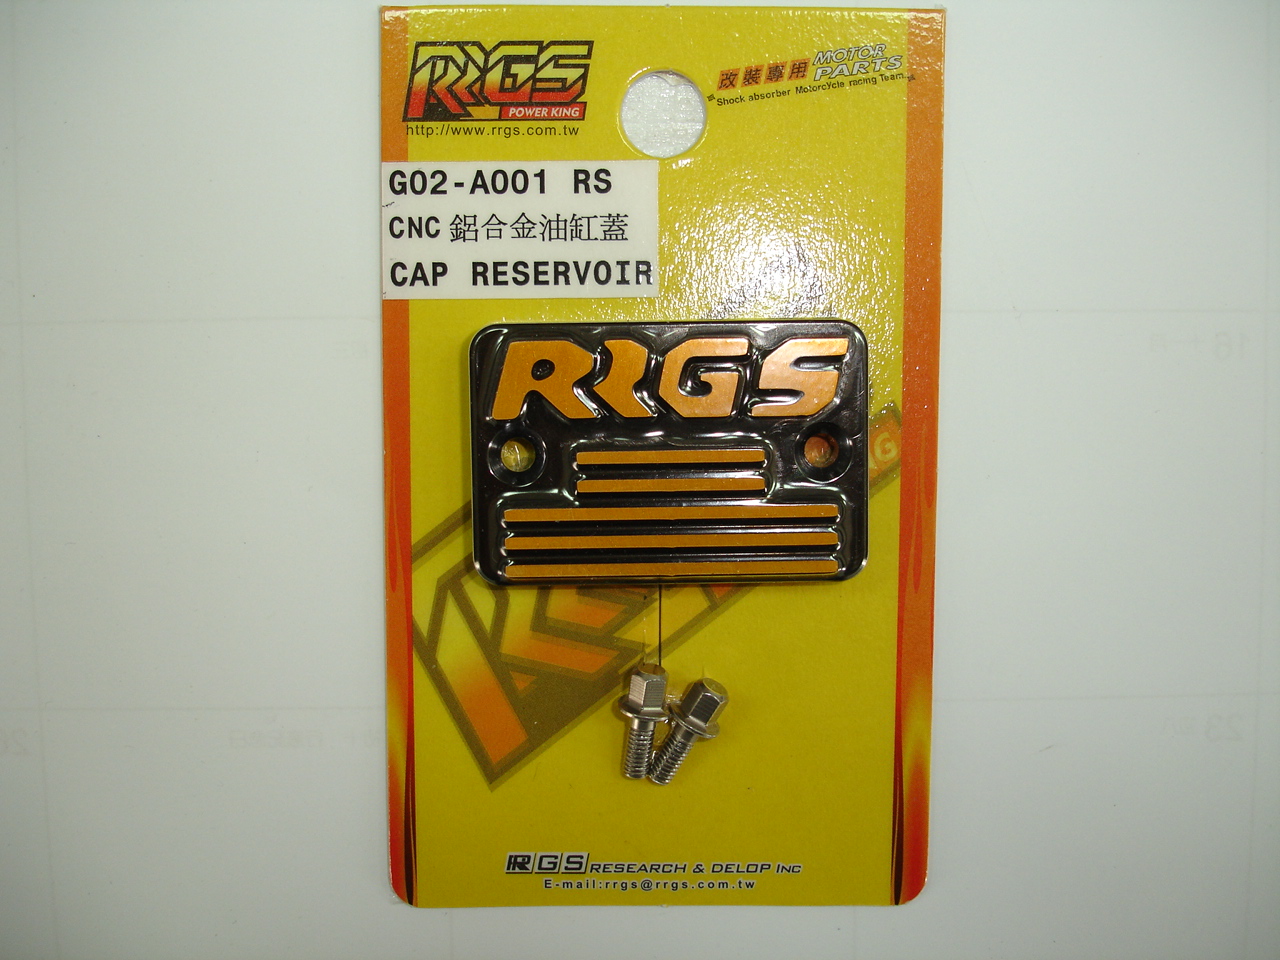 RRGS
POWER KING
http://www.rrgs.com.tw
改裝專用 MOTOR PARTS
Shock absorber Motorcycle racing Team
G02-A001 RS
CNC 鋁合金油缸蓋
CAP RESERVOIR
RRGS
RRGS RESEARCH & DELOP INC
E-mail:rrgs@rrgs.com.tw